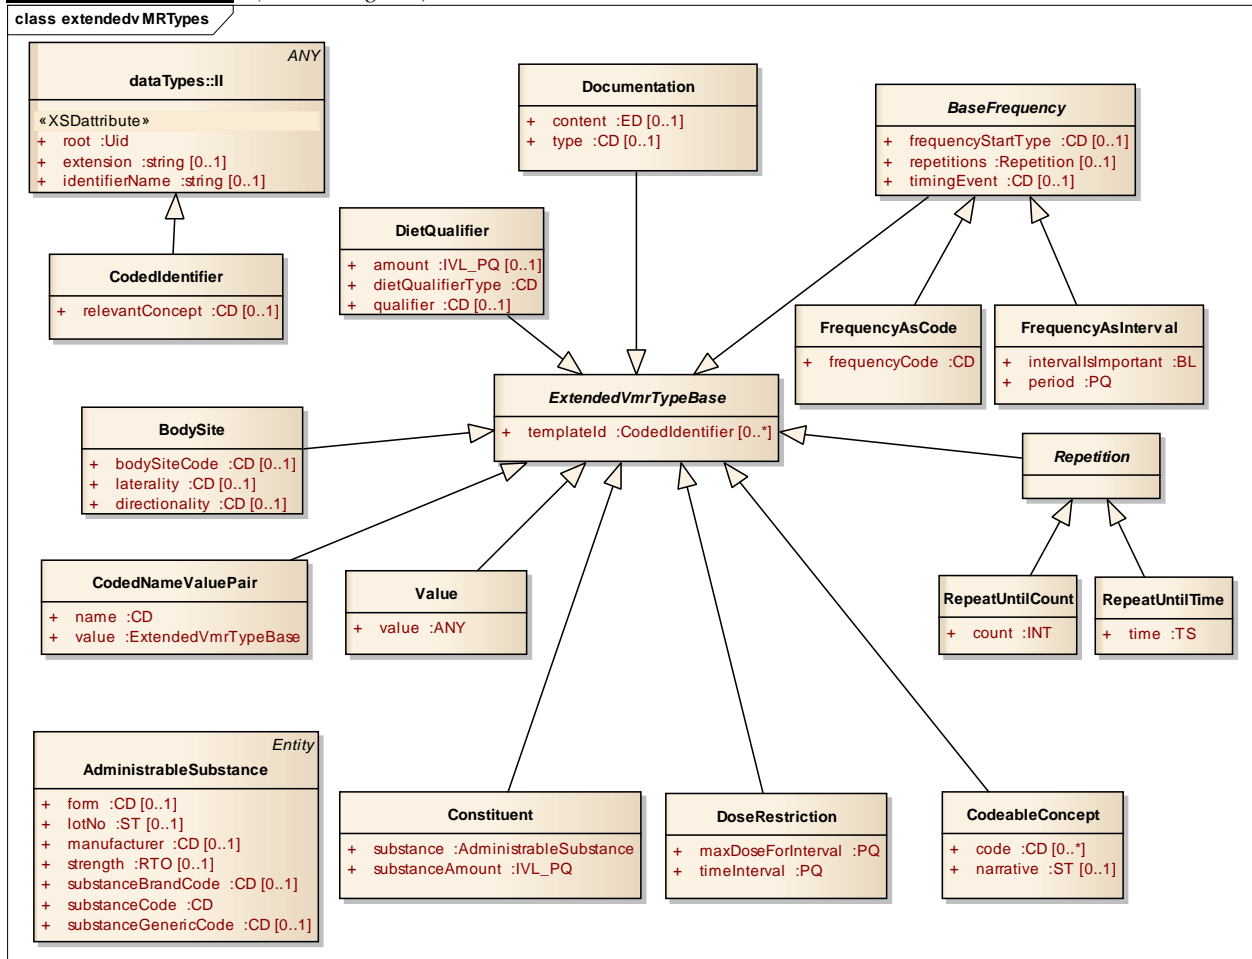 class extendedvMRTypes
ANY
dataTypes::II
«XSDattribute»
+ root :Uid
+ extension :string [0..1]
+ identifierName :string [0..1]
Documentation
+ content :ED [0..1]
+ type :CD [0..1]
BaseFrequency
+ frequencyStartType :CD [0..1]
+ repetitions :Repetition [0..1]
+ timingEvent :CD [0..1]
DietQualifier
+ amount :IVL_PQ [0..1]
+ dietQualifierType :CD
+ qualifier :CD [0..1]
CodedIdentifier
+ relevantConcept :CD [0..1]
FrequencyAsCode
+ frequencyCode :CD
FrequencyAsInterval
+ intervalIsImportant :BL
+ period :PQ
ExtendedVmrTypeBase
+ templateId :CodedIdentifier [0..*]
BodySite
+ bodySiteCode :CD [0..1]
+ laterality :CD [0..1]
+ directionality :CD [0..1]
Repetition
CodedNameValuePair
+ name :CD
+ value :ExtendedVmrTypeBase
Value
+ value :ANY
RepeatUntilCount
+ count :INT
RepeatUntilTime
+ time :TS
Entity
AdministrableSubstance
+ form :CD [0..1]
+ lotNo :ST [0..1]
+ manufacturer :CD [0..1]
+ strength :RTO [0..1]
+ substanceBrandCode :CD [0..1]
+ substanceCode :CD
+ substanceGenericCode :CD [0..1]
Constituent
+ substance :AdministrableSubstance
+ substanceAmount :IVL_PQ
DoseRestriction
+ maxDoseForInterval :PQ
+ timeInterval :PQ
CodeableConcept
+ code :CD [0..*]
+ narrative :ST [0..1]